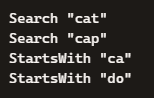 Search "cat"
Search "cap"
StartsWith "ca"
StartsWith "do"